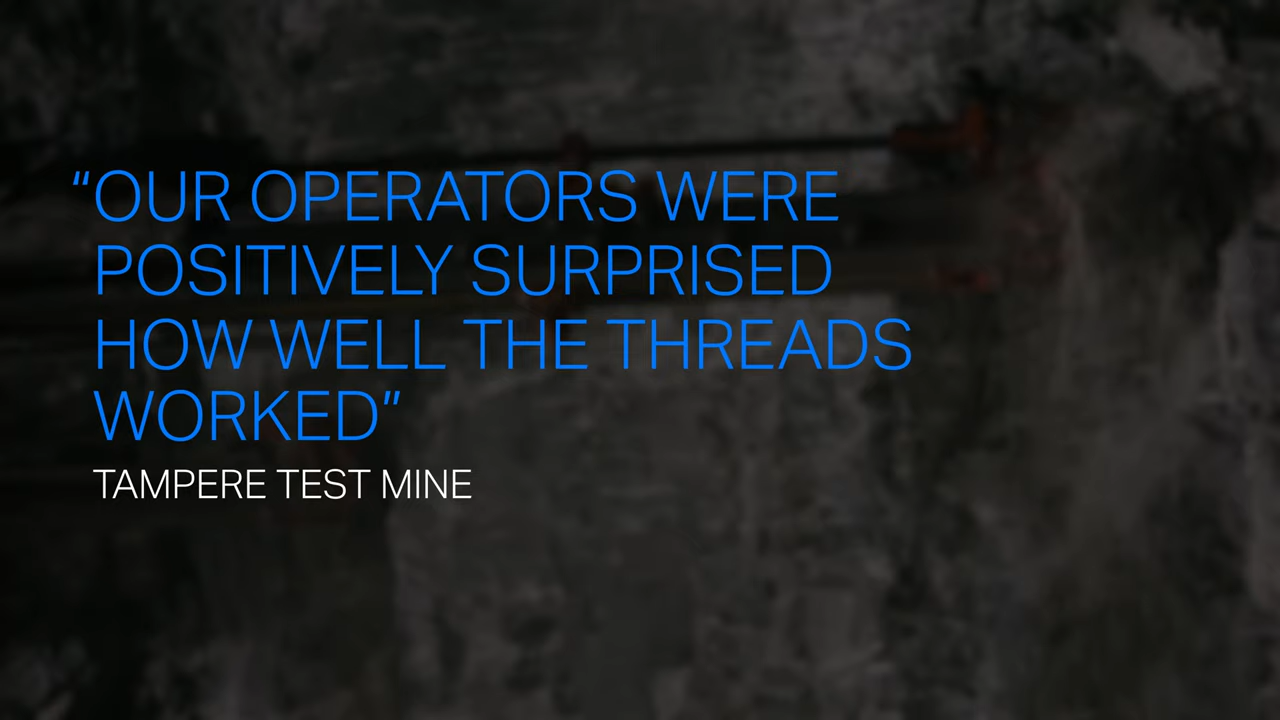 “OUR OPERATORS WERE
POSITIVELY SURPRISED
HOW WELL THE THREADS
WORKED”
TAMPERE TEST MINE